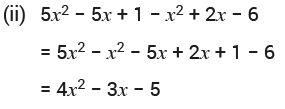 (ii) 5x² − 5x + 1 − x² + 2x − 6
= 5x² − x² − 5x + 2x + 1 − 6
= 4x² − 3x − 5